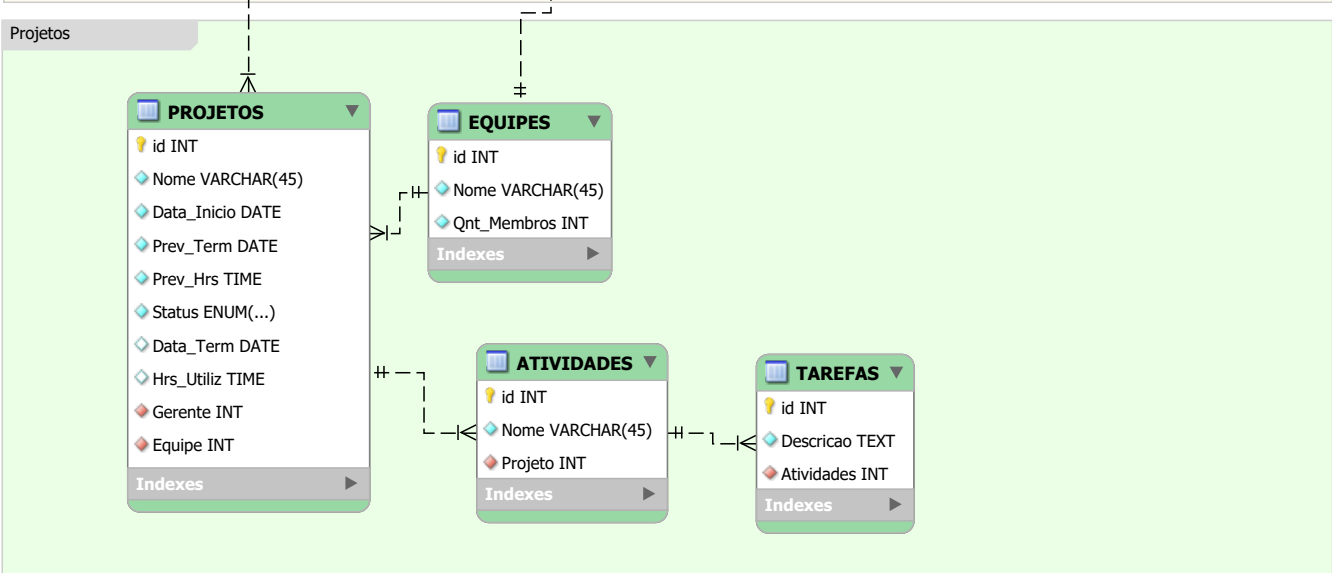 Projetos
PROJETOS
id INT
Nome VARCHAR(45)
Data_Inicio DATE
Prev_Term DATE
Prev_Hrs TIME
Status ENUM(...)
Data_Term DATE
Hrs_Utiliz TIME
Gerente INT
Equipe INT
Indexes
EQUIPES
id INT
Nome VARCHAR(45)
Qnt_Membros INT
Indexes
ATIVIDADES
id INT
Nome VARCHAR(45)
Projeto INT
Indexes
TAREFAS
id INT
Descricao TEXT
Atividades INT
Indexes